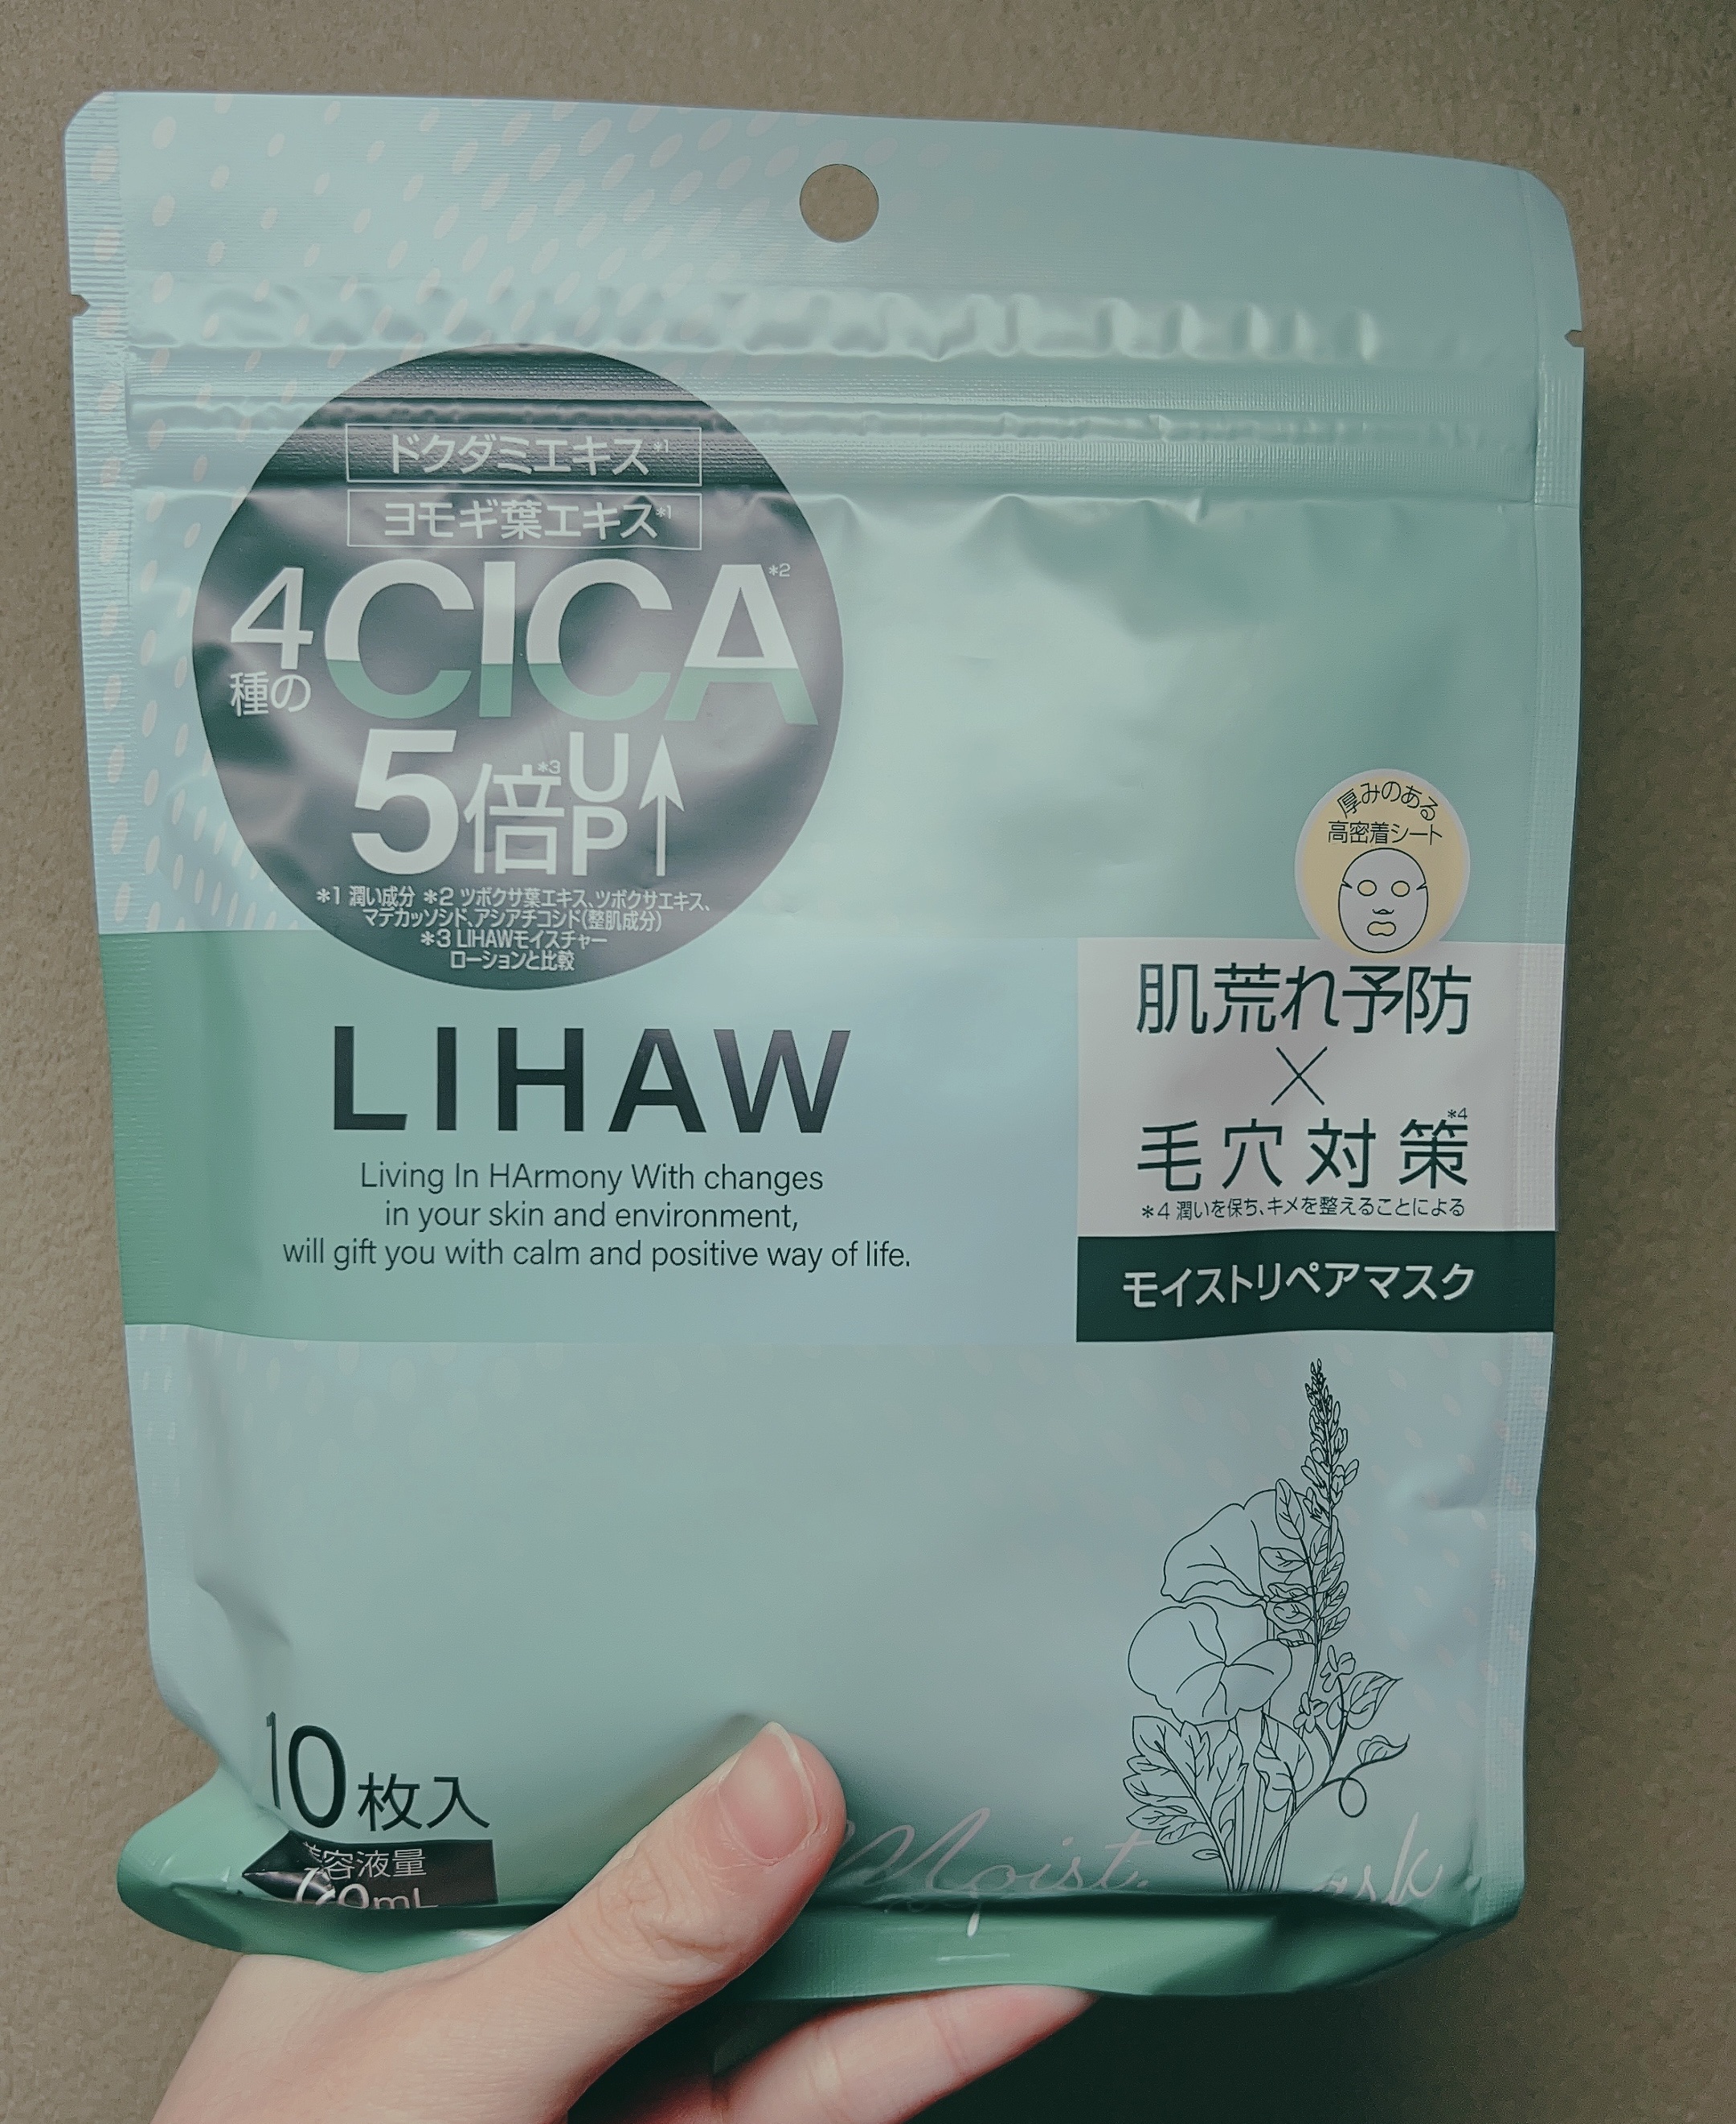 ドクダミエキス*1
ヨモギ葉エキス*1
4種のCICA*2
5倍*3UP↑
*1 潤い成分 *2 ツボクサ葉エキス、ツボクサエキス、
マデカッソシド、アシアチコシド(整肌成分)
*3 LIHAWモイスチャー
ローションと比較
LIHAW
Living In HArmony With changes
in your skin and environment,
will gift you with calm and positive way of life.
厚みのある
高密着シート
肌荒れ予防
×
毛穴対策*4
*4 潤いを保ち、キメを整えることによる
モイストリペアマスク
10枚入
容液量
Moist